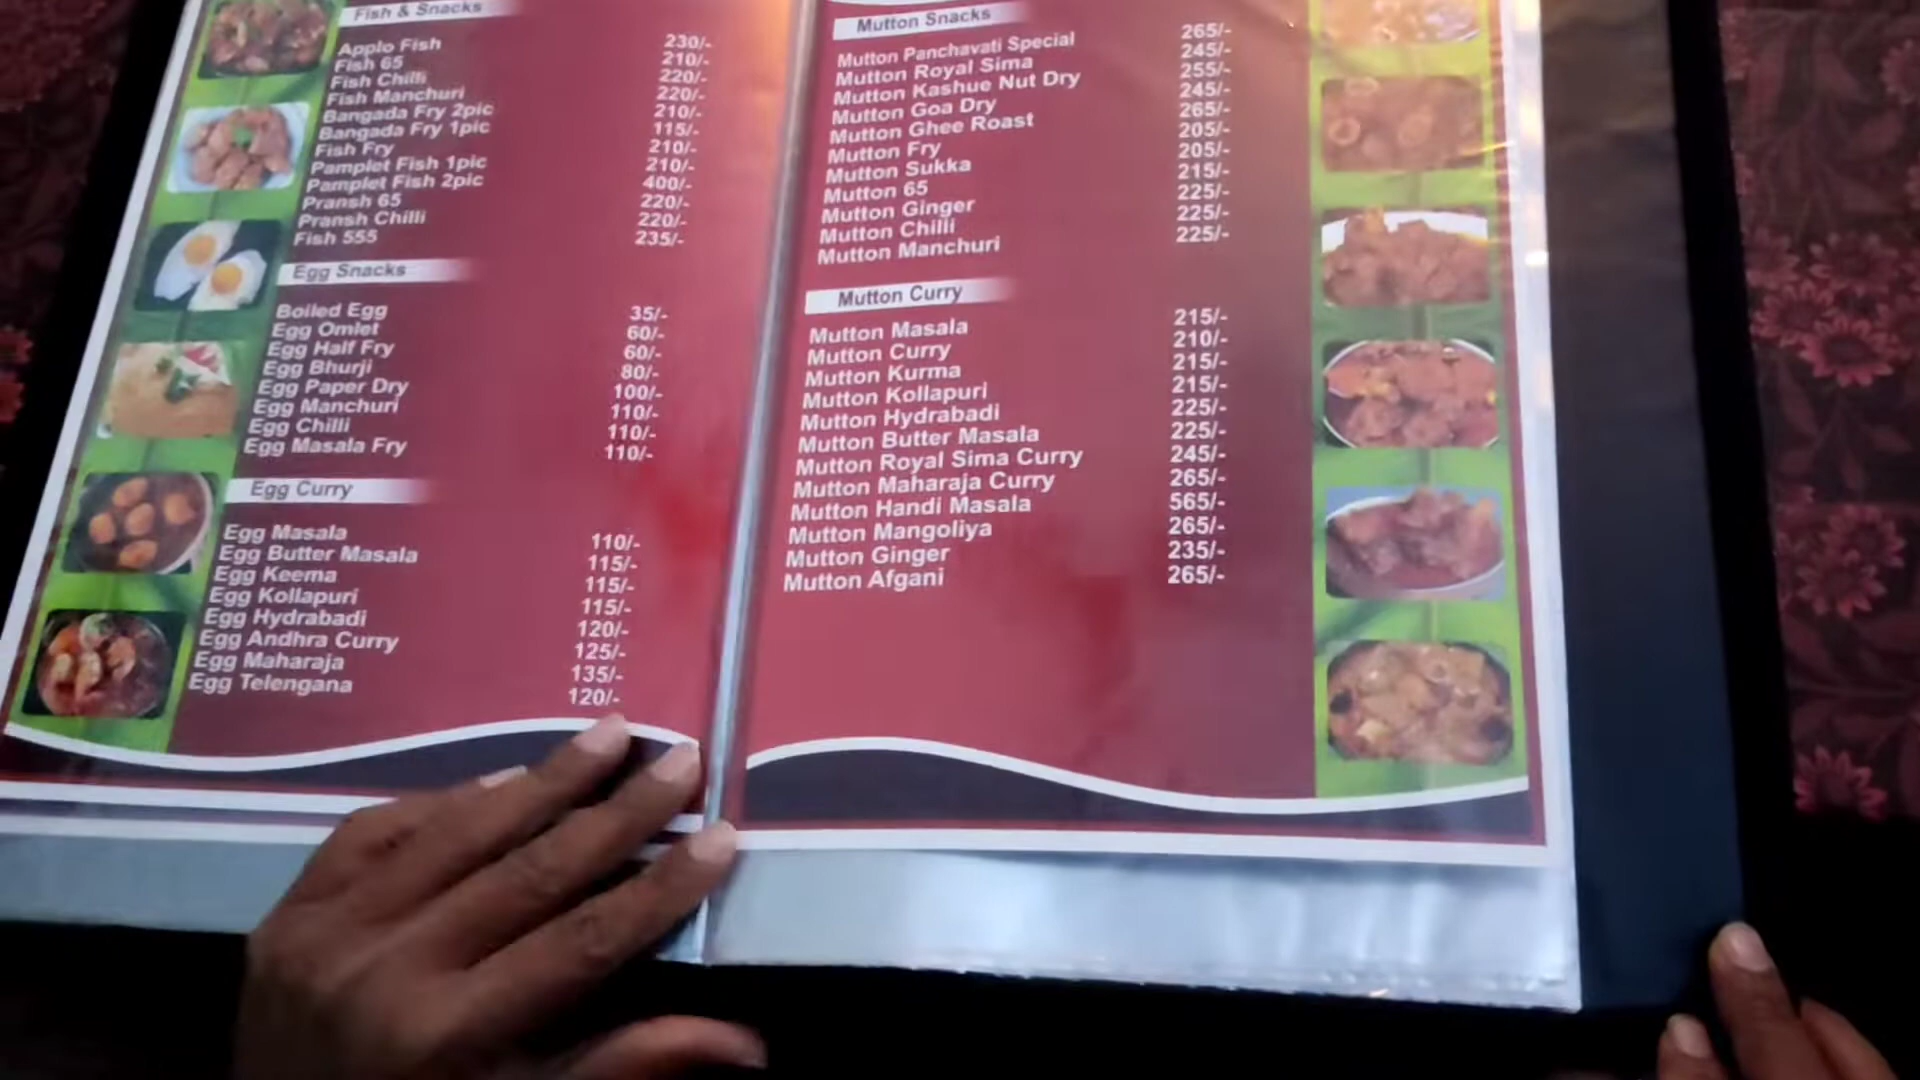 Fish & Snacks
Applo Fish 230/-
Fish 65 210/-
Fish Chilli 220/-
Fish Manchuri 220/-
Bangada Fry 2pic 210/-
Bangada Fry 1pic 115/-
Fish Fry 210/-
Pamplet Fish 1pic 210/-
Pamplet Fish 2pic 400/-
Pransh 65 220/-
Pransh Chilli 220/-
Fish 555 235/-
Egg Snacks
Boiled Egg 35/-
Egg Omlet 60/-
Egg Half Fry 60/-
Egg Bhurji 80/-
Egg Paper Dry 100/-
Egg Manchuri 110/-
Egg Chilli 110/-
Egg Masala Fry 110/-
Egg Curry
Egg Masala 110/-
Egg Butter Masala 115/-
Egg Keema 115/-
Egg Kollapuri 115/-
Egg Hydrabadi 120/-
Egg Andhra Curry 125/-
Egg Maharaja 135/-
Egg Telengana 120/-
Mutton Snacks
Mutton Panchavati Special 265/-
Mutton Royal Sima 245/-
Mutton Kashue Nut Dry 255/-
Mutton Goa Dry 245/-
Mutton Ghee Roast 265/-
Mutton Fry 205/-
Mutton Sukka 205/-
Mutton 65 215/-
Mutton Ginger 225/-
Mutton Chilli 225/-
Mutton Manchuri 225/-
Mutton Curry
Mutton Masala 215/-
Mutton Curry 210/-
Mutton Kurma 215/-
Mutton Kollapuri 215/-
Mutton Hydrabadi 225/-
Mutton Butter Masala 225/-
Mutton Royal Sima Curry 245/-
Mutton Maharaja Curry 265/-
Mutton Handi Masala 565/-
Mutton Mangoliya 265/-
Mutton Ginger 235/-
Mutton Afgani 265/-